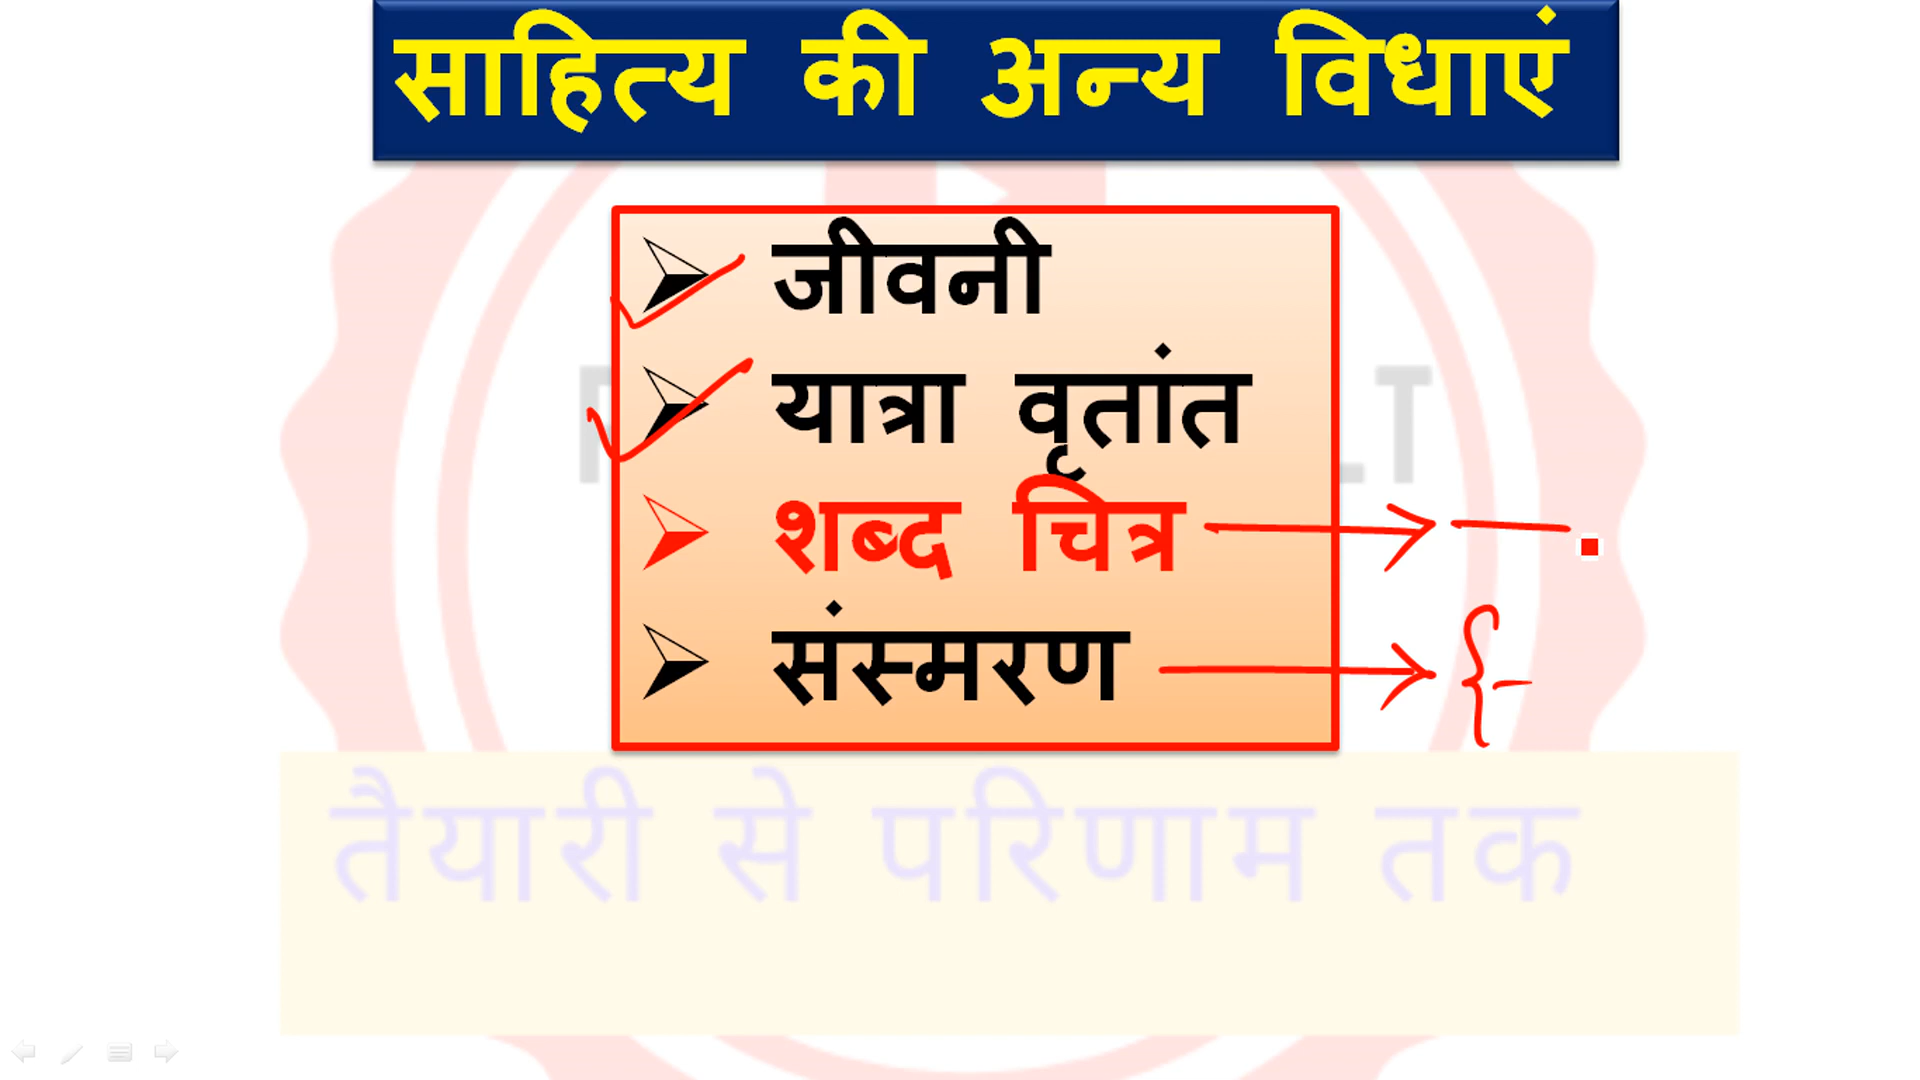 साहित्य की अन्य विधाएं
जीवनी
यात्रा वृतांत
शब्द चित्र
संस्मरण
तैयारी से परिणाम तक